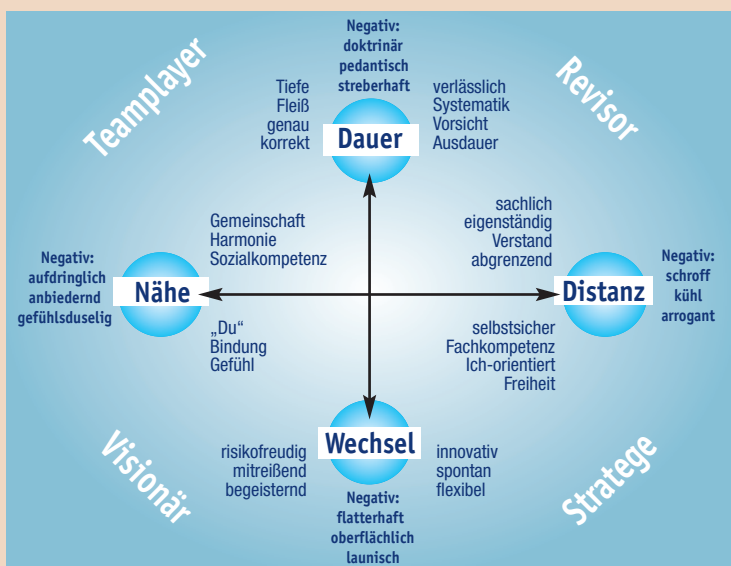 Teamplayer
Revisor
Negativ:
doktrinär
pedantisch
streberhaft
Tiefe
Fleiß
genau
korrekt
verlässlich
Systematik
Vorsicht
Ausdauer
Dauer
Gemeinschaft
Harmonie
Sozialkompetenz
sachlich
eigenständig
Verstand
abgrenzend
Negativ:
aufdringlich
anbiedernd
gefühlsduselig
Nähe
Distanz
Negativ:
schroff
kühl
arrogant
„Du“
Bindung
Gefühl
selbstsicher
Fachkompetenz
Ich-orientiert
Freiheit
Wechsel
risikofreudig
mitreißend
begeisternd
innovativ
spontan
flexibel
Negativ:
flatterhaft
oberflächlich
launisch
Visionär
Stratege